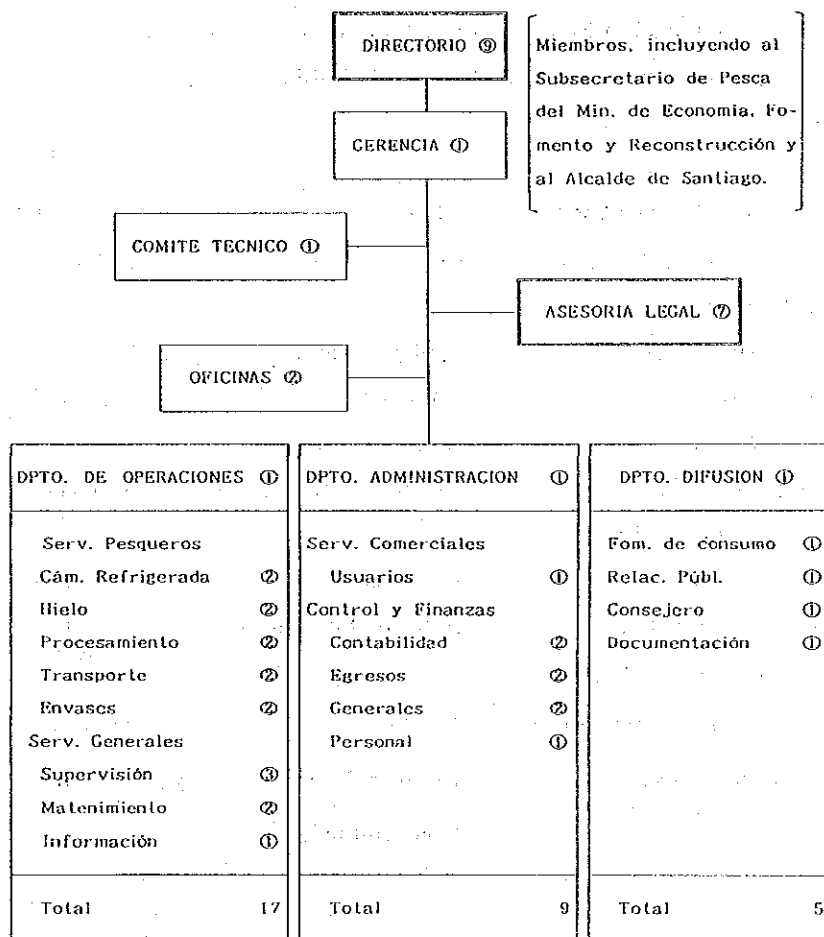 DIRECTORIO ⑨
Miembros, incluyendo al
Subsecretario de Pesca
del Min. de Economia, Fo-
mento y Reconstrucción y
al Alcalde de Santiago.
GERENCIA ①
COMITE TECNICO ①
ASESORIA LEGAL ⑦
OFICINAS ②
DPTO. DE OPERACIONES ①
Serv. Pesqueros
Cám. Refrigerada ②
Hielo ②
Procesamiento ②
Transporte ②
Envases ②
Serv. Generales
Supervisión ③
Matenimiento ②
Información ①
Total 17
DPTO. ADMINISTRACION ①
Serv. Comerciales
Usuarios ①
Control y Finanzas
Contabilidad ②
Egresos ②
Generales ②
Personal ①
Total 9
DPTO. DIFUSION ①
Fom. de consumo ①
Relac. Públ. ①
Consejero ①
Documentación ①
Total 5